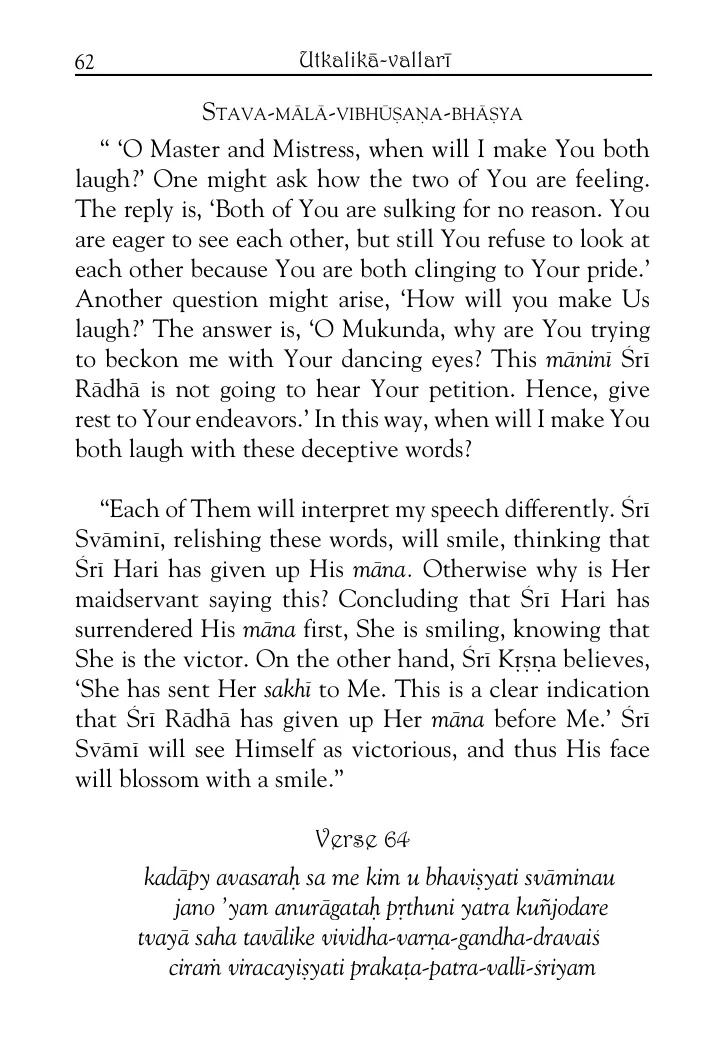 62
Utkalikā-vallarī
Stava-mālā-vibhūṣaṇa-bhāṣya
“ ‘O Master and Mistress, when will I make You both
laugh?’ One might ask how the two of You are feeling.
The reply is, ‘Both of You are sulking for no reason. You
are eager to see each other, but still You refuse to look at
each other because You are both clinging to Your pride.’
Another question might arise, ‘How will you make Us
laugh?’ The answer is, ‘O Mukunda, why are You trying
to beckon me with Your dancing eyes? This māninī Śrī
Rādhā is not going to hear Your petition. Hence, give
rest to Your endeavors.’ In this way, when will I make You
both laugh with these deceptive words?
“Each of Them will interpret my speech differently. Śrī
Svāminī, relishing these words, will smile, thinking that
Śrī Hari has given up His māna. Otherwise why is Her
maidservant saying this? Concluding that Śrī Hari has
surrendered His māna first, She is smiling, knowing that
She is the victor. On the other hand, Śrī Kṛṣṇa believes,
‘She has sent Her sakhī to Me. This is a clear indication
that Śrī Rādhā has given up Her māna before Me.’ Śrī
Svāmī will see Himself as victorious, and thus His face
will blossom with a smile.”
Verse 64
kadāpy avasaraḥ sa me kim u bhaviṣyati svāminau
jano ’yam anurāgataḥ pṛthuni yatra kuñjodare
tvayā saha tavālike vividha-varṇa-gandha-dravaiś
ciraṁ viracayiṣyati prakaṭa-patra-vallī-śriyam